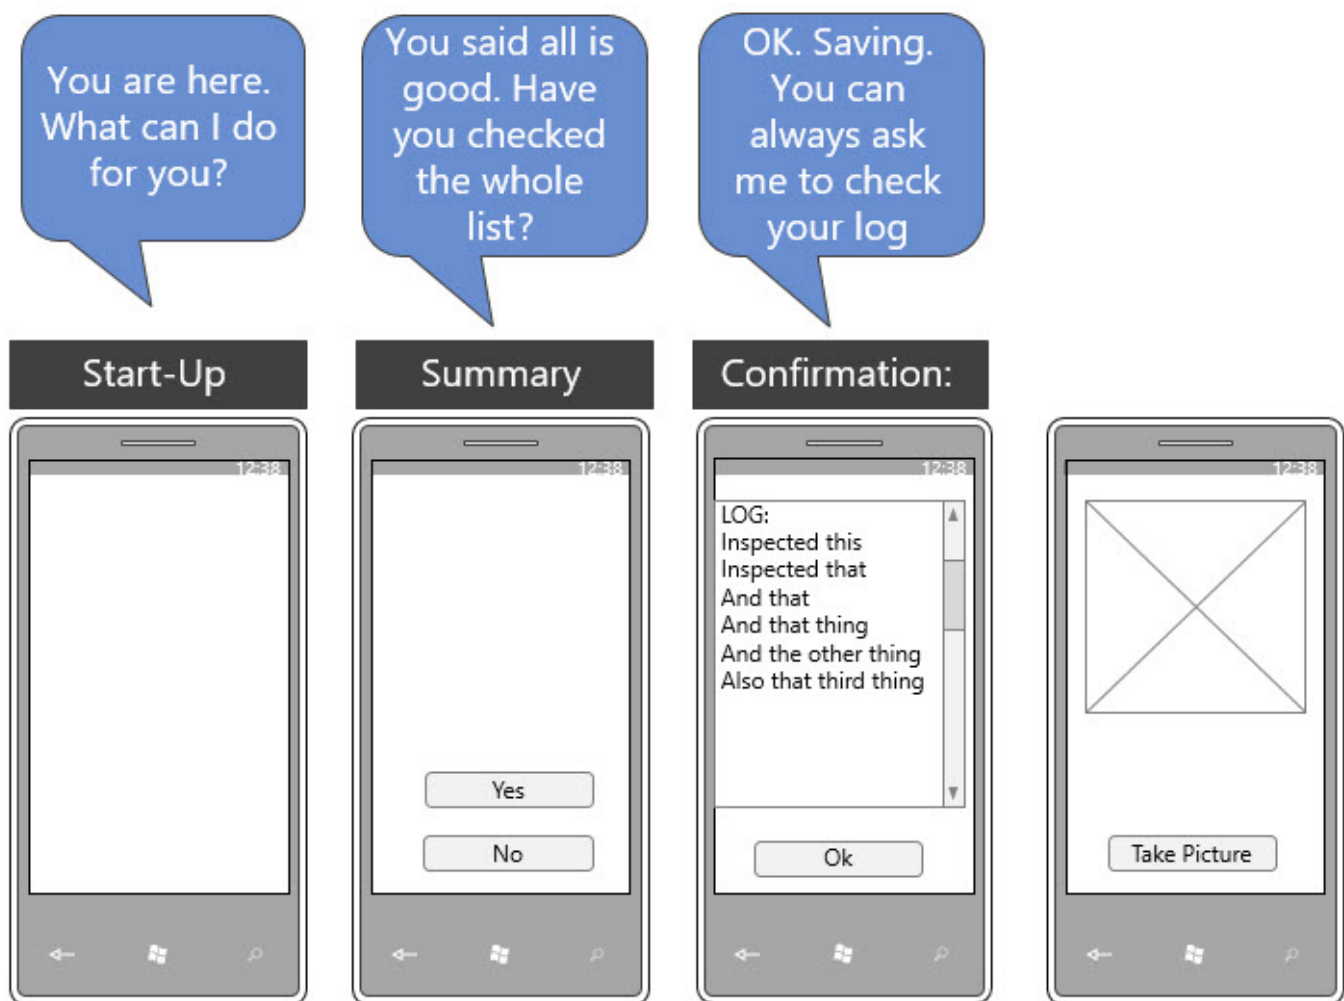 You are here.
What can I do
for you?
You said all is
good. Have
you checked
the whole
list?
OK. Saving.
You can
always ask
me to check
your log
Start-Up
Summary
Confirmation:
12:38
12:38
Yes
No
12:38
LOG:
Inspected this
Inspected that
And that
And that thing
And the other thing
Also that third thing
Ok
12:38
Take Picture